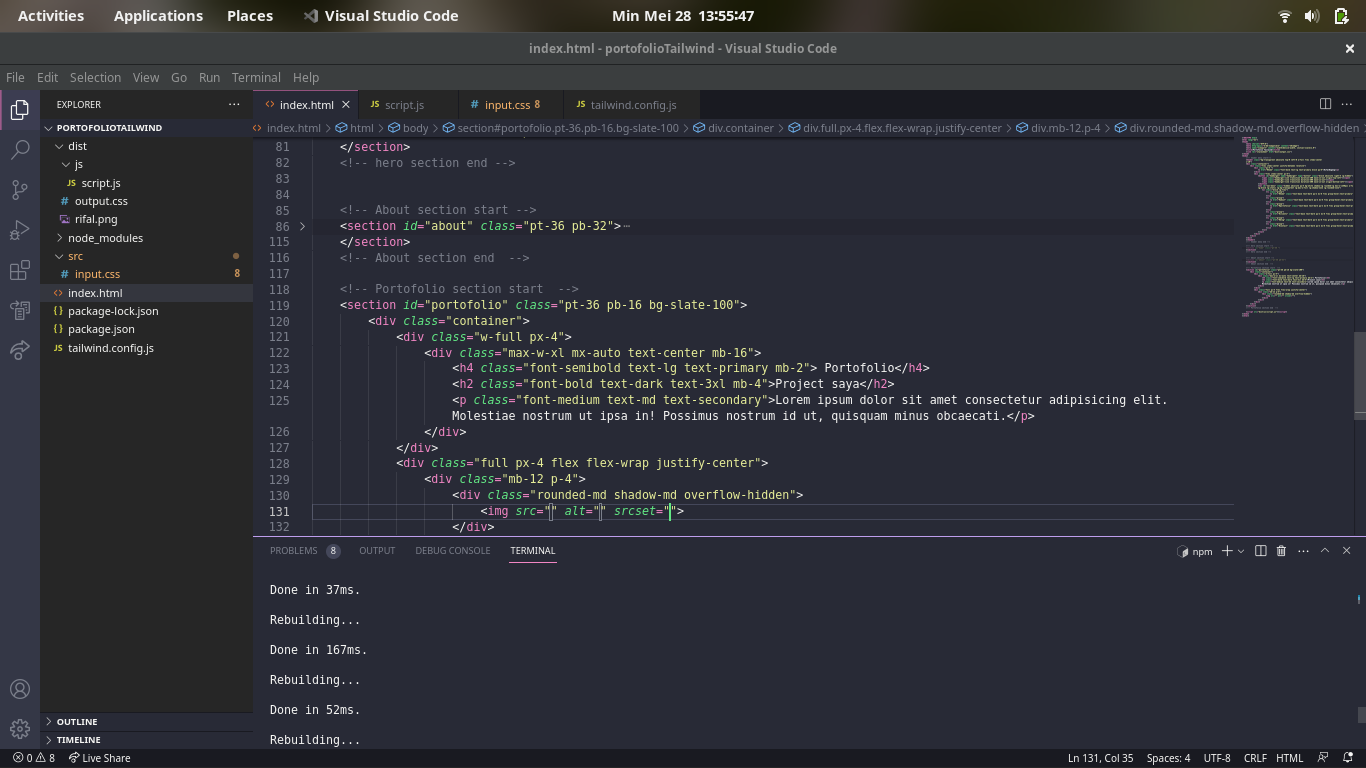 Activities Applications Places Visual Studio Code Min Mei 28 13:55:47
index.html - portofolioTailwind - Visual Studio Code
File Edit Selection View Go Run Terminal Help
EXPLORER
PORTOFOLIOTAILWIND
dist
js
JS script.js
# output.css
rifal.png
node_modules
src
# input.css 8
<> index.html
{} package-lock.json
{} package.json
JS tailwind.config.js
OUTLINE
TIMELINE
<> index.html JS script.js # input.css 8 JS tailwind.config.js
<> index.html > html > body > section#portofolio.pt-36.pb-16.bg-slate-100 > div.container > div.full.px-4.flex.flex-wrap.justify-center > div.mb-12.p-4 > div.rounded-md.shadow-md.overflow-hidden
81 </section>
82 <!-- hero section end -->
83
84
85 <!-- About section start -->
86 <section id="about" class="pt-36 pb-32">⋯
115 </section>
116 <!-- About section end  -->
117
118 <!-- Portofolio section start  -->
119 <section id="portofolio" class="pt-36 pb-16 bg-slate-100">
120 <div class="container">
121 <div class="w-full px-4">
122 <div class="max-w-xl mx-auto text-center mb-16">
123 <h4 class="font-semibold text-lg text-primary mb-2"> Portofolio</h4>
124 <h2 class="font-bold text-dark text-3xl mb-4">Project saya</h2>
125 <p class="font-medium text-md text-secondary">Lorem ipsum dolor sit amet consectetur adipisicing elit.
Molestiae nostrum ut ipsa in! Possimus nostrum id ut, quisquam minus obcaecati.</p>
126 </div>
127 </div>
128 <div class="full px-4 flex flex-wrap justify-center">
129 <div class="mb-12 p-4">
130 <div class="rounded-md shadow-md overflow-hidden">
131 <img src="" alt="" srcset="">
132 </div>
PROBLEMS 8 OUTPUT DEBUG CONSOLE TERMINAL npm
Done in 37ms.
Rebuilding...
Done in 167ms.
Rebuilding...
Done in 52ms.
Rebuilding...
0 8 Live Share Ln 131, Col 35 Spaces: 4 UTF-8 CRLF HTML